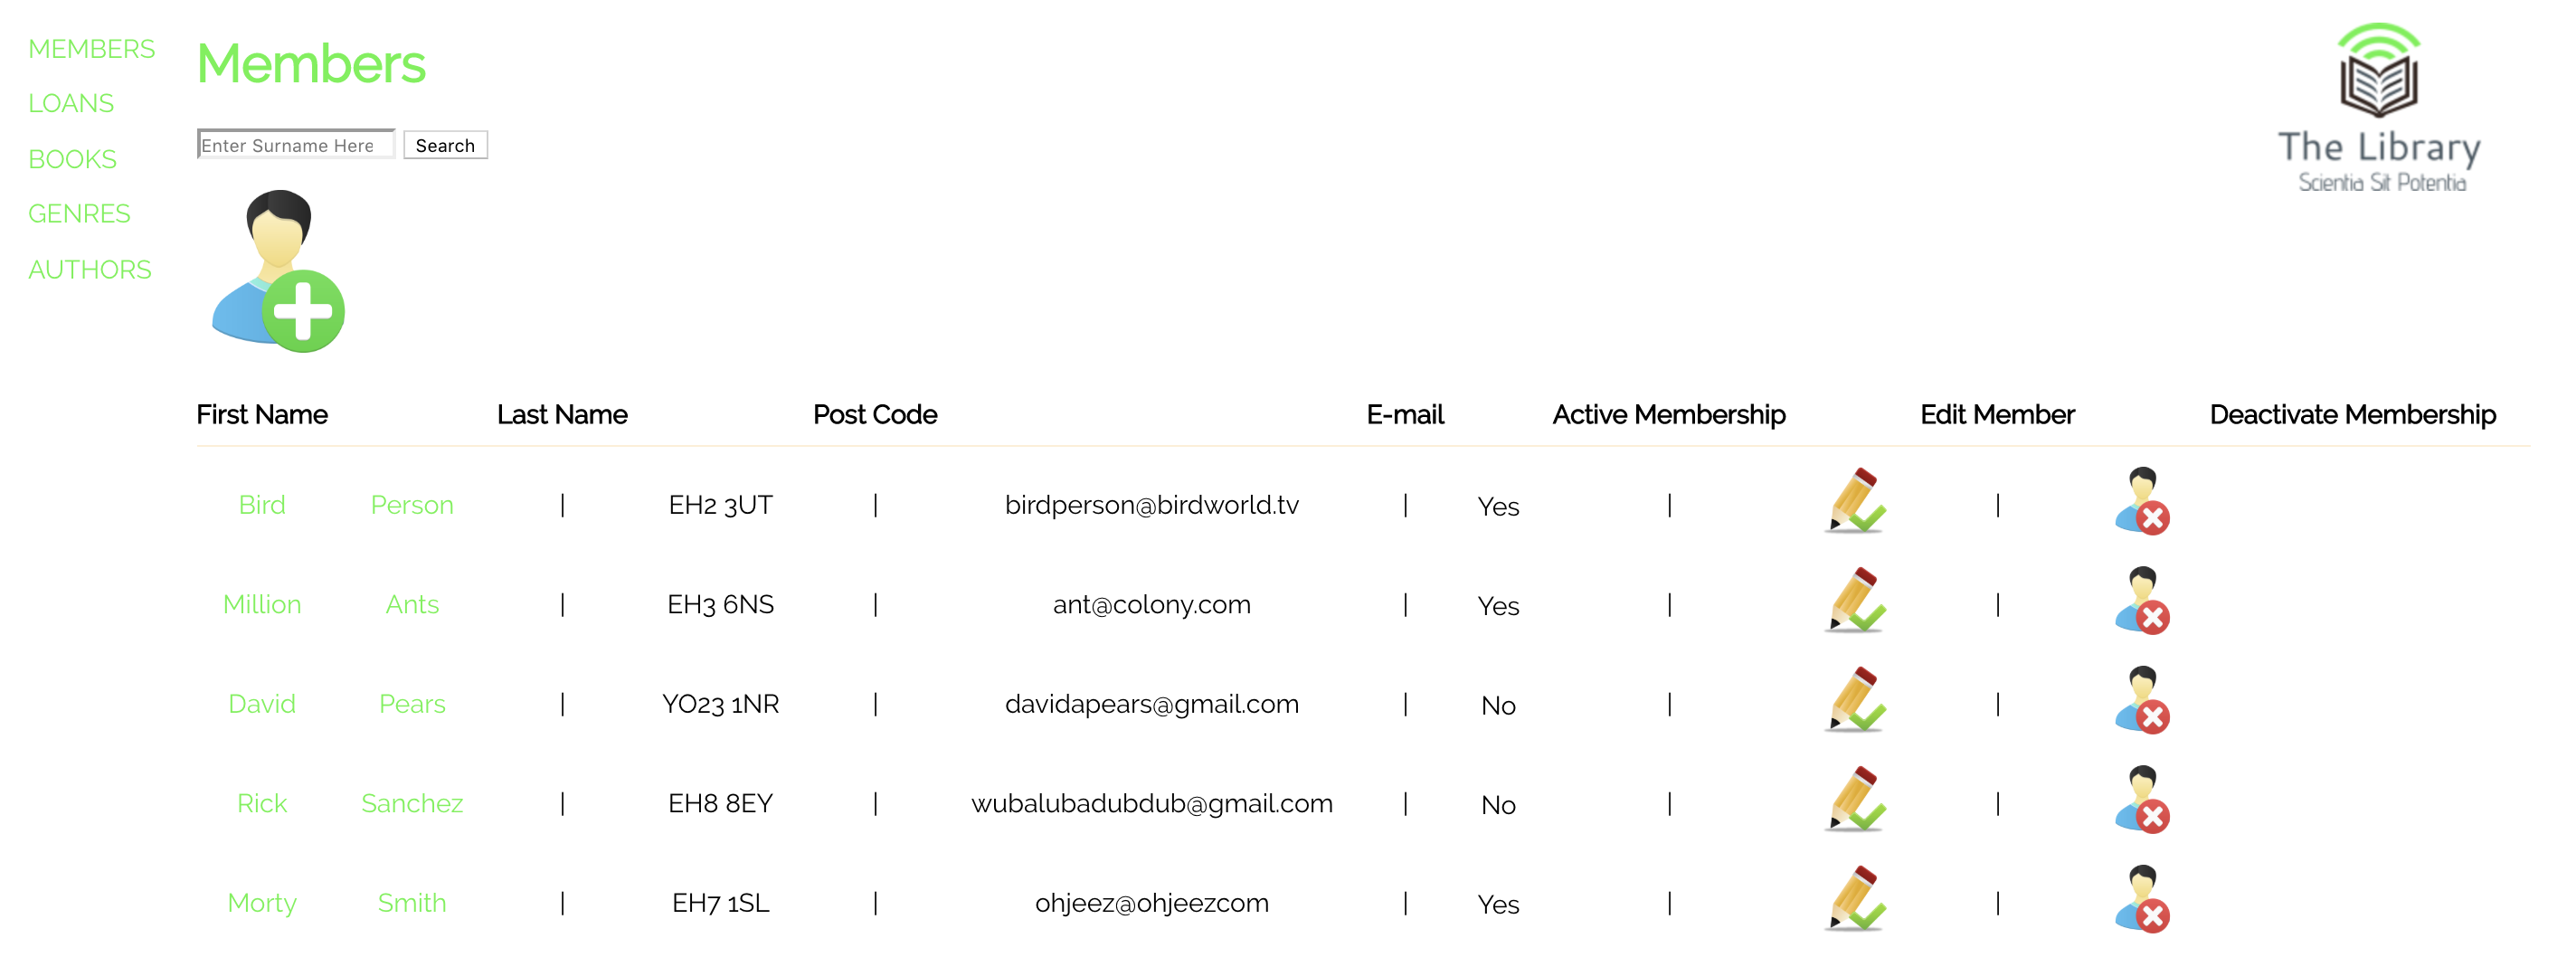 MEMBERS
LOANS
BOOKS
GENRES
AUTHORS
Members
Enter Surname Here Search
The Library
Scientia Sit Potentia
First Name Last Name Post Code E-mail Active Membership Edit Member Deactivate Membership
Bird Person | EH2 3UT | birdperson@birdworld.tv | Yes | |
Million Ants | EH3 6NS | ant@colony.com | Yes | |
David Pears | YO23 1NR | davidapears@gmail.com | No | |
Rick Sanchez | EH8 8EY | wubalubadubdub@gmail.com | No | |
Morty Smith | EH7 1SL | ohjeez@ohjeezcom | Yes | |